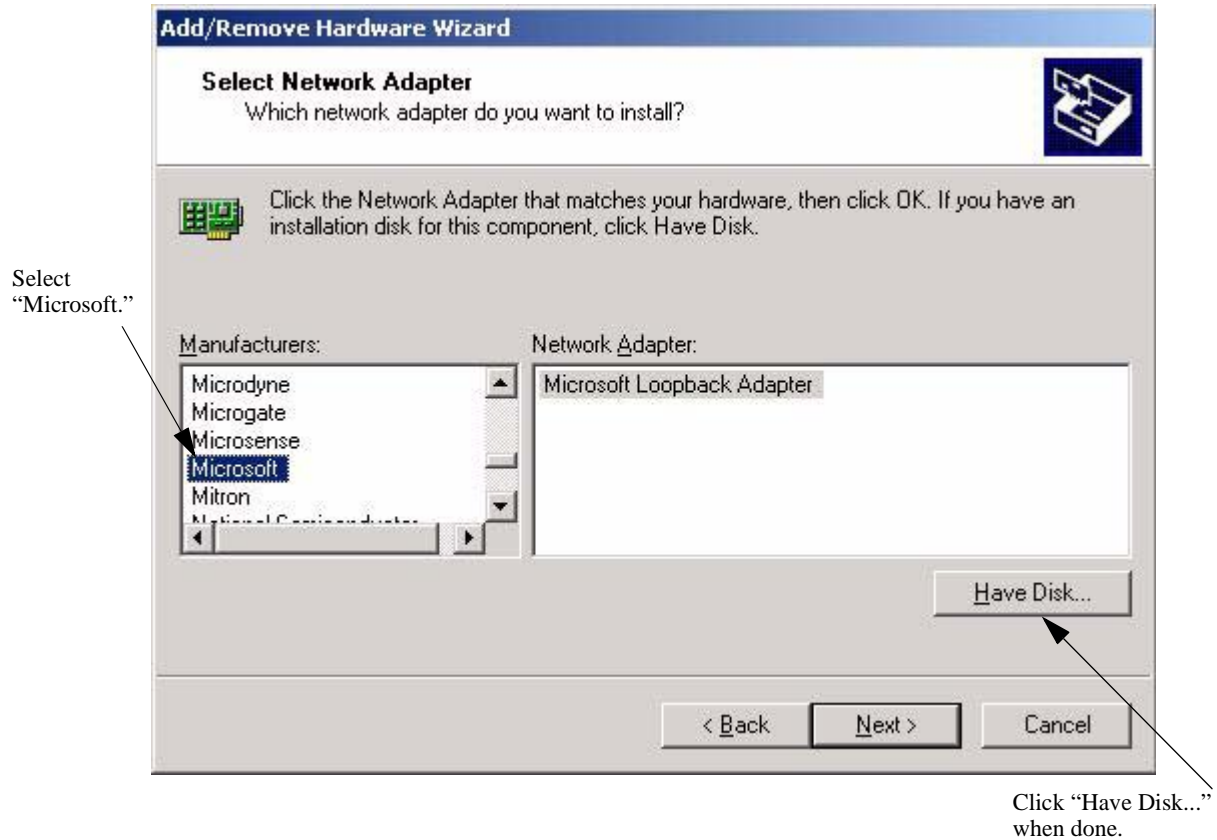 Add/Remove Hardware Wizard
Select Network Adapter
Which network adapter do you want to install?
Click the Network Adapter that matches your hardware, then click OK. If you have an
installation disk for this component, click Have Disk.
Select
“Microsoft.”
Manufacturers:
Network Adapter:
Microdyne
Microgate
Microsense
Microsoft
Mitron
National Semiconductor
Microsoft Loopback Adapter
Have Disk...
< Back
Next >
Cancel
Click “Have Disk...”
when done.